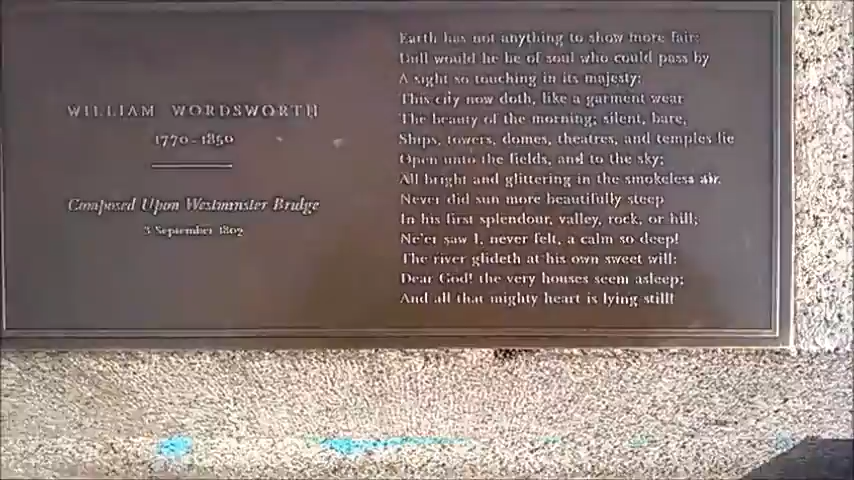 WILLIAM WORDSWORTH
1770-1850
Composed Upon Westminster Bridge
3 September 1802
Earth has not anything to show more fair:
Dull would he be of soul who could pass by
A sight so touching in its majesty:
This city now doth, like a garment wear
The beauty of the morning; silent, bare,
Ships, towers, domes, theatres, and temples lie
Open unto the fields, and to the sky;
All bright and glittering in the smokeless air.
Never did sun more beautifully steep
In his first splendour, valley, rock, or hill;
Ne'er saw I, never felt, a calm so deep!
The river glideth at his own sweet will:
Dear God! the very houses seem asleep;
And all that mighty heart is lying still!